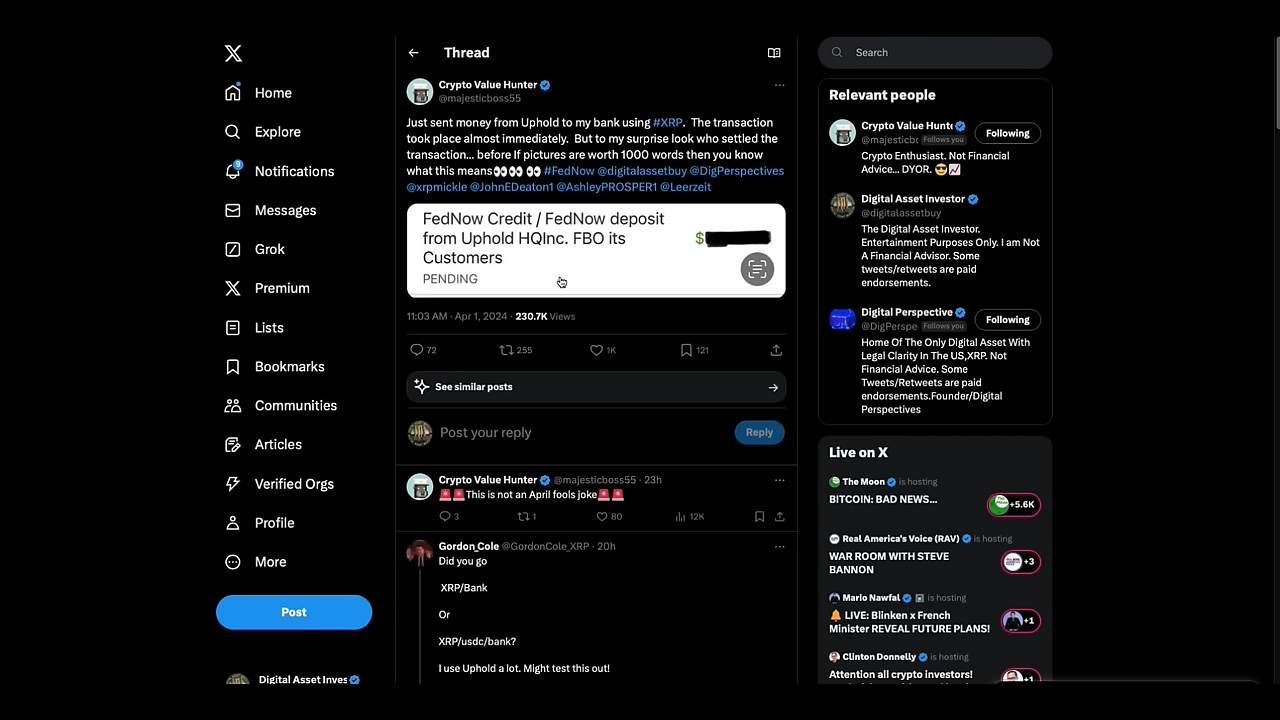 Home
Explore
9
Notifications
Messages
Grok
Premium
Lists
Bookmarks
Communities
Articles
Verified Orgs
Profile
More
Post
Digital Asset Inves
Thread
Crypto Value Hunter
@majesticboss55
Just sent money from Uphold to my bank using #XRP. The transaction
took place almost immediately. But to my surprise look who settled the
transaction... before If pictures are worth 1000 words then you know
what this means👀👀 👀 #FedNow @digitalassetbuy @DigPerspectives
@xrpmickle @JohnEDeaton1 @AshleyPROSPER1 @Leerzeit
FedNow Credit / FedNow deposit
from Uphold HQInc. FBO its
Customers
$
PENDING
11:03 AM · Apr 1, 2024 · 230.7K Views
72 255 1K 121
See similar posts
Post your reply
Reply
Crypto Value Hunter @majesticboss55 · 23h
🚨🚨This is not an April fools joke🚨🚨
3 1 80 12K
Gordon_Cole @GordonCole_XRP · 20h
Did you go
XRP/Bank
Or
XRP/usdc/bank?
I use Uphold a lot. Might test this out!
Search
Relevant people
Crypto Value Hunte
@majesticbc Follows you
Following
Crypto Enthusiast. Not Financial
Advice... DYOR. 😎📈
Digital Asset Investor
@digitalassetbuy
The Digital Asset Investor.
Entertainment Purposes Only. I am Not
A Financial Advisor. Some
tweets/retweets are paid
endorsements.
Digital Perspective
@DigPerspe Follows you
Following
Home Of The Only Digital Asset With
Legal Clarity In The US,XRP. Not
Financial Advice. Some
Tweets/Retweets are paid
endorsements.Founder/Digital
Perspectives
Live on X
The Moon is hosting
BITCOIN: BAD NEWS...
+5.6K
Real America's Voice (RAV) is hosting
WAR ROOM WITH STEVE
BANNON
+3
Mario Nawfal is hosting
🔔 LIVE: Blinken x French
Minister REVEAL FUTURE PLANS!
+1
Clinton Donnelly is hosting
Attention all crypto investors!
+1